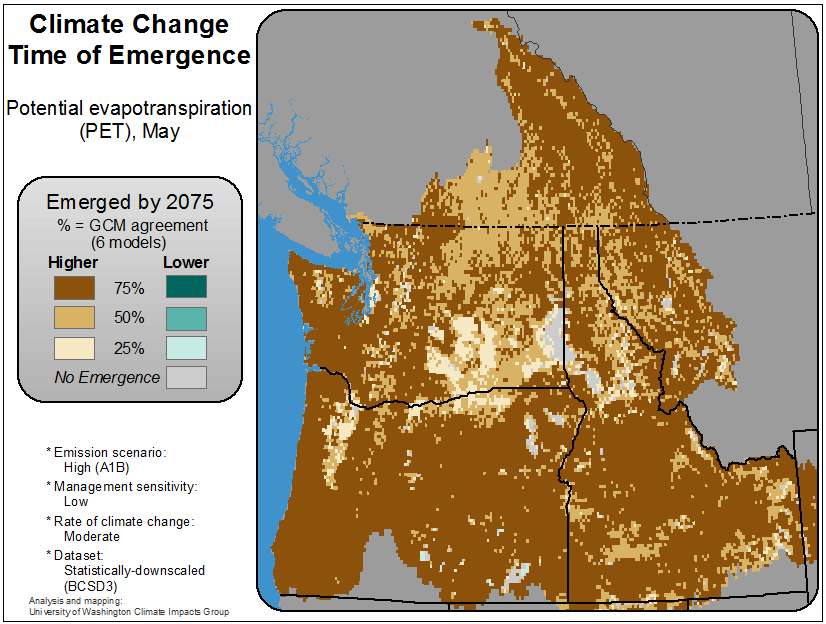 Climate Change
Time of Emergence
Potential evapotranspiration
(PET), May
Emerged by 2075
% = GCM agreement
(6 models)
Higher Lower
75%
50%
25%
No Emergence
* Emission scenario:
High (A1B)
* Management sensitivity:
Low
* Rate of climate change:
Moderate
* Dataset:
Statistically-downscaled
(BCSD3)
Analysis and mapping:
University of Washington Climate Impacts Group